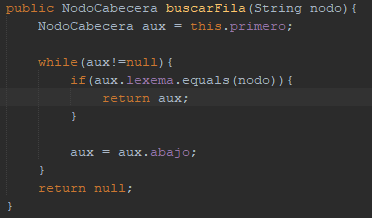 public NodoCabecera buscarFila(String nodo){
    NodoCabecera aux = this.primero;
    while(aux!=null){
        if(aux.lexema.equals(nodo)){
            return aux;
        }
        aux = aux.abajo;
    }
    return null;
}